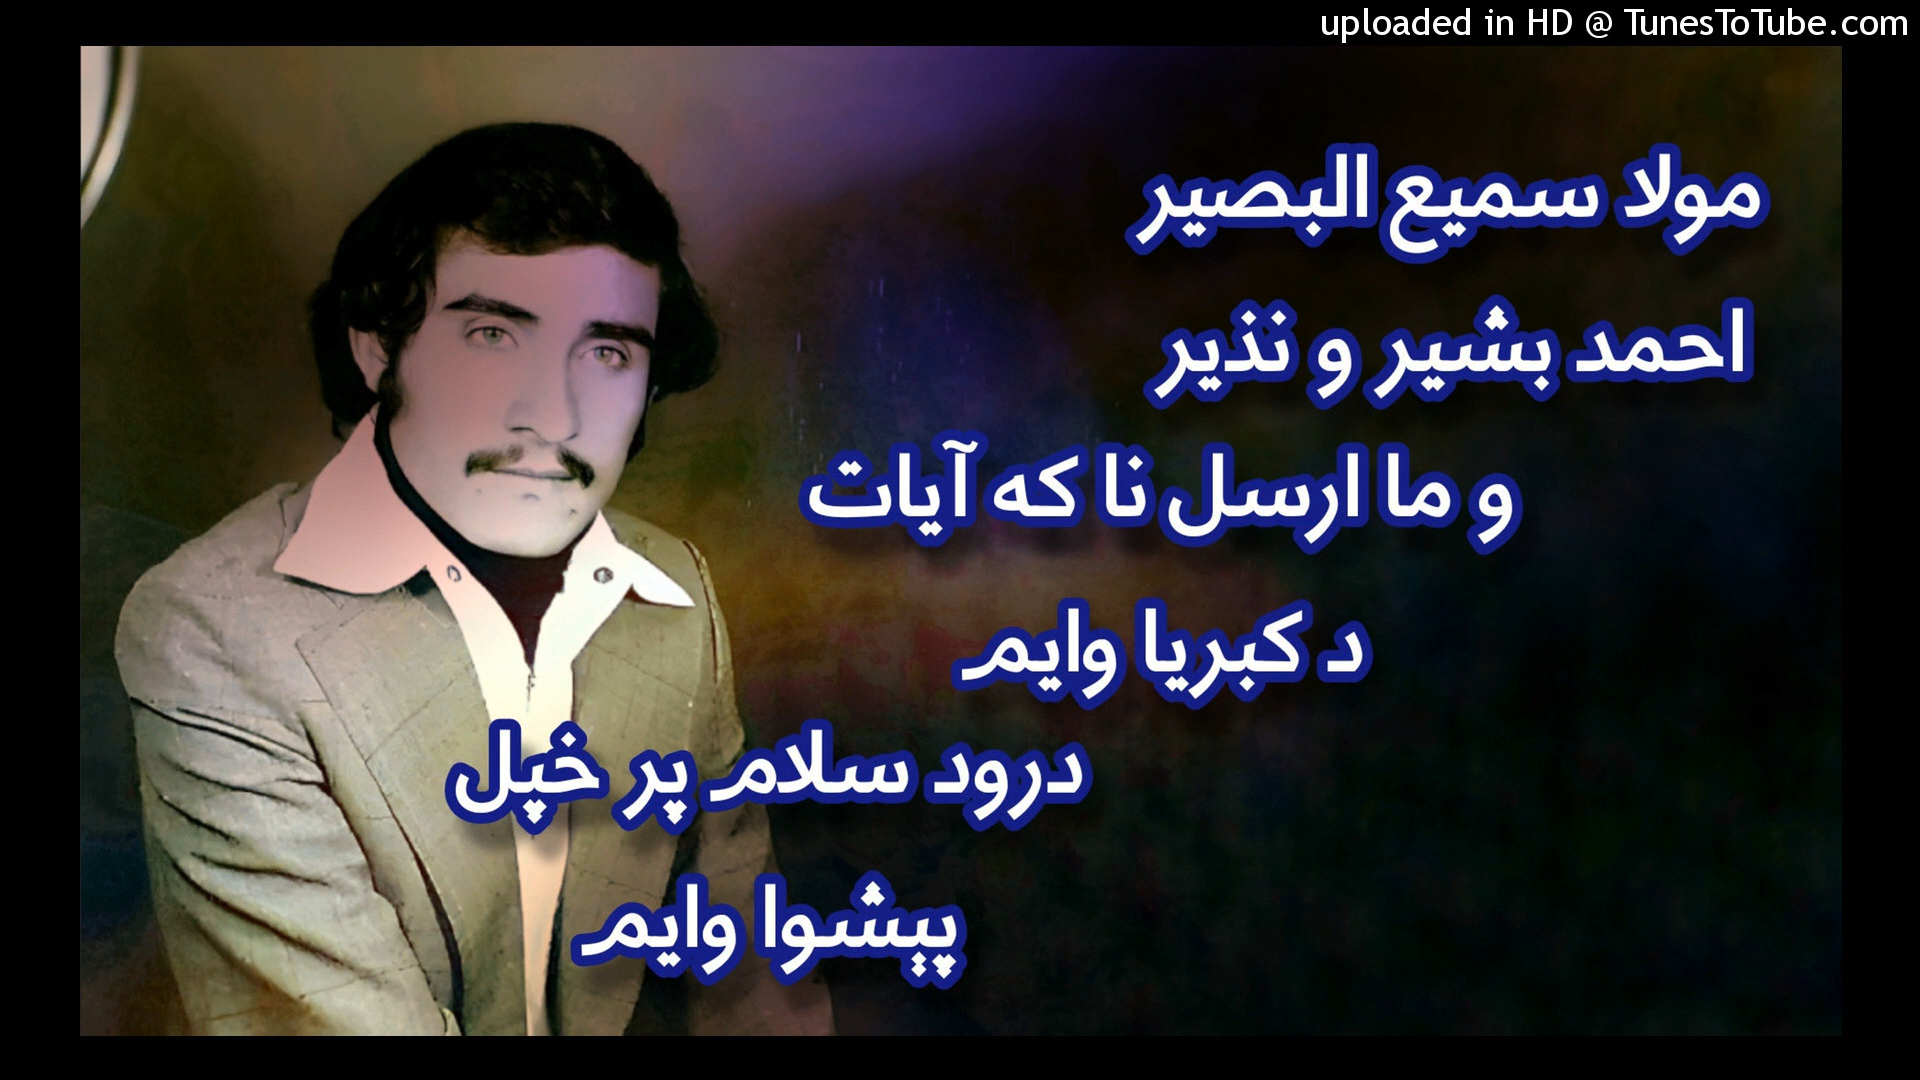 uploaded in HD @ TunesToTube.com
مولا سمیع البصیر
احمد بشیر و نذیر
و ما ارسل نا که آیات
د کبریا وایم
درود سلام پر خپل
پیشوا وایم